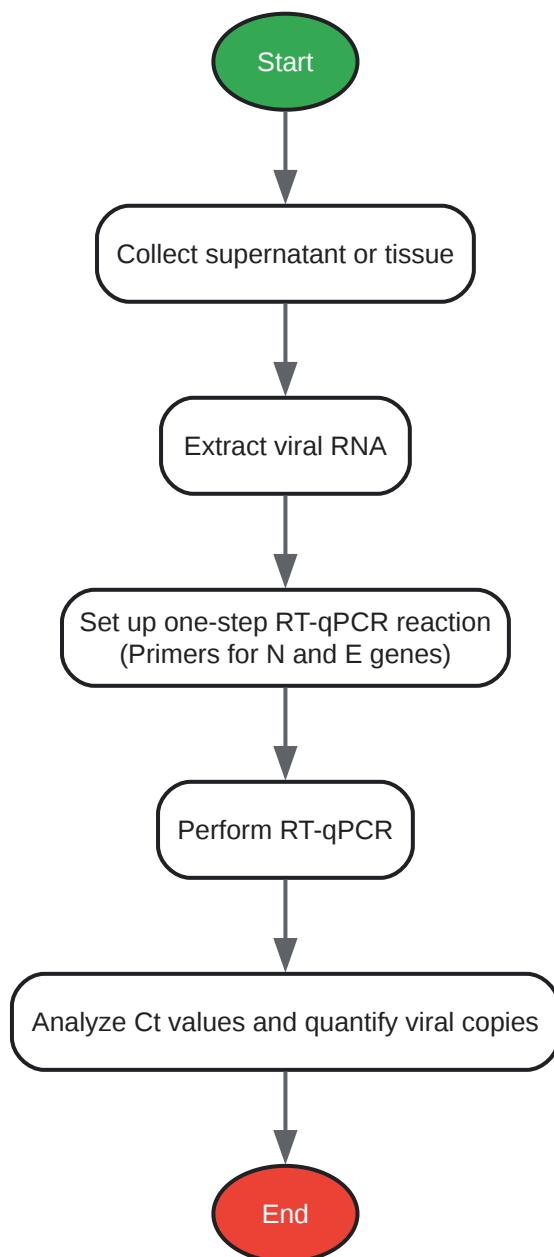 Start
Collect supernatant or tissue
Extract viral RNA
Set up one-step RT-qPCR reaction
(Primers for N and E genes)
Perform RT-qPCR
Analyze Ct values and quantify viral copies
End